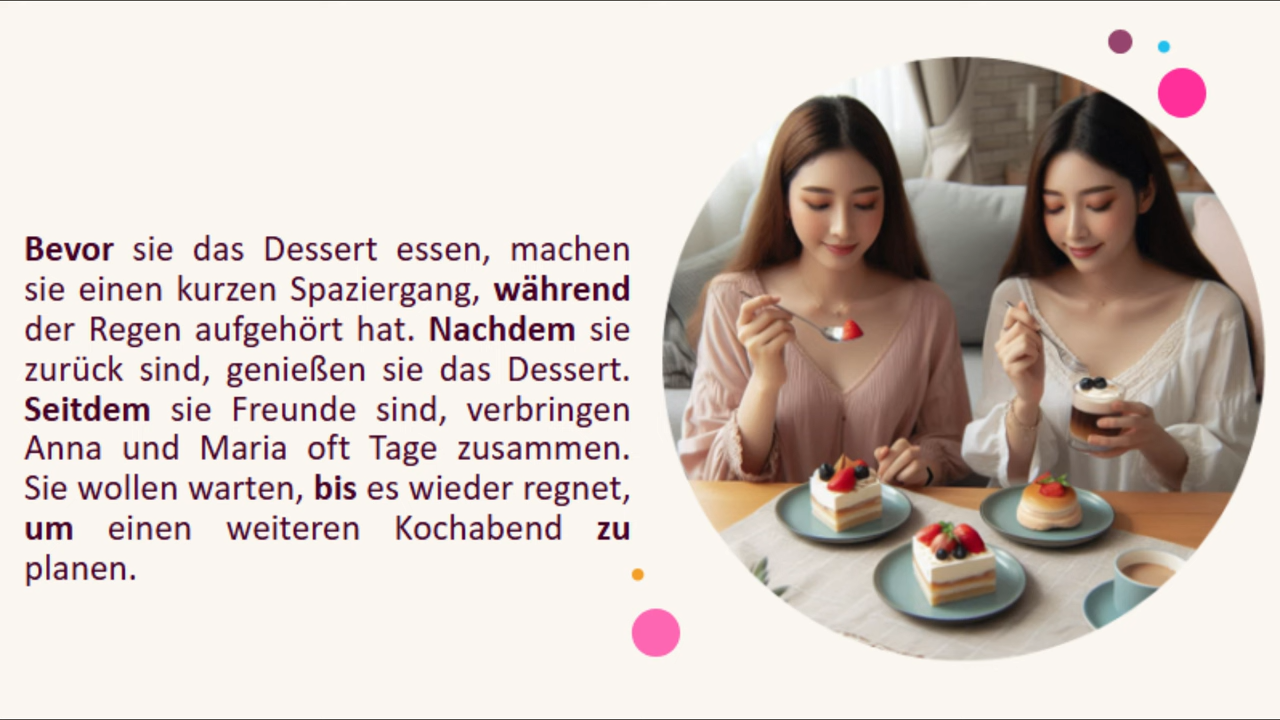 Bevor sie das Dessert essen, machen
sie einen kurzen Spaziergang, während
der Regen aufgehört hat. Nachdem sie
zurück sind, genießen sie das Dessert.
Seitdem sie Freunde sind, verbringen
Anna und Maria oft Tage zusammen.
Sie wollen warten, bis es wieder regnet,
um einen weiteren Kochabend zu
planen.